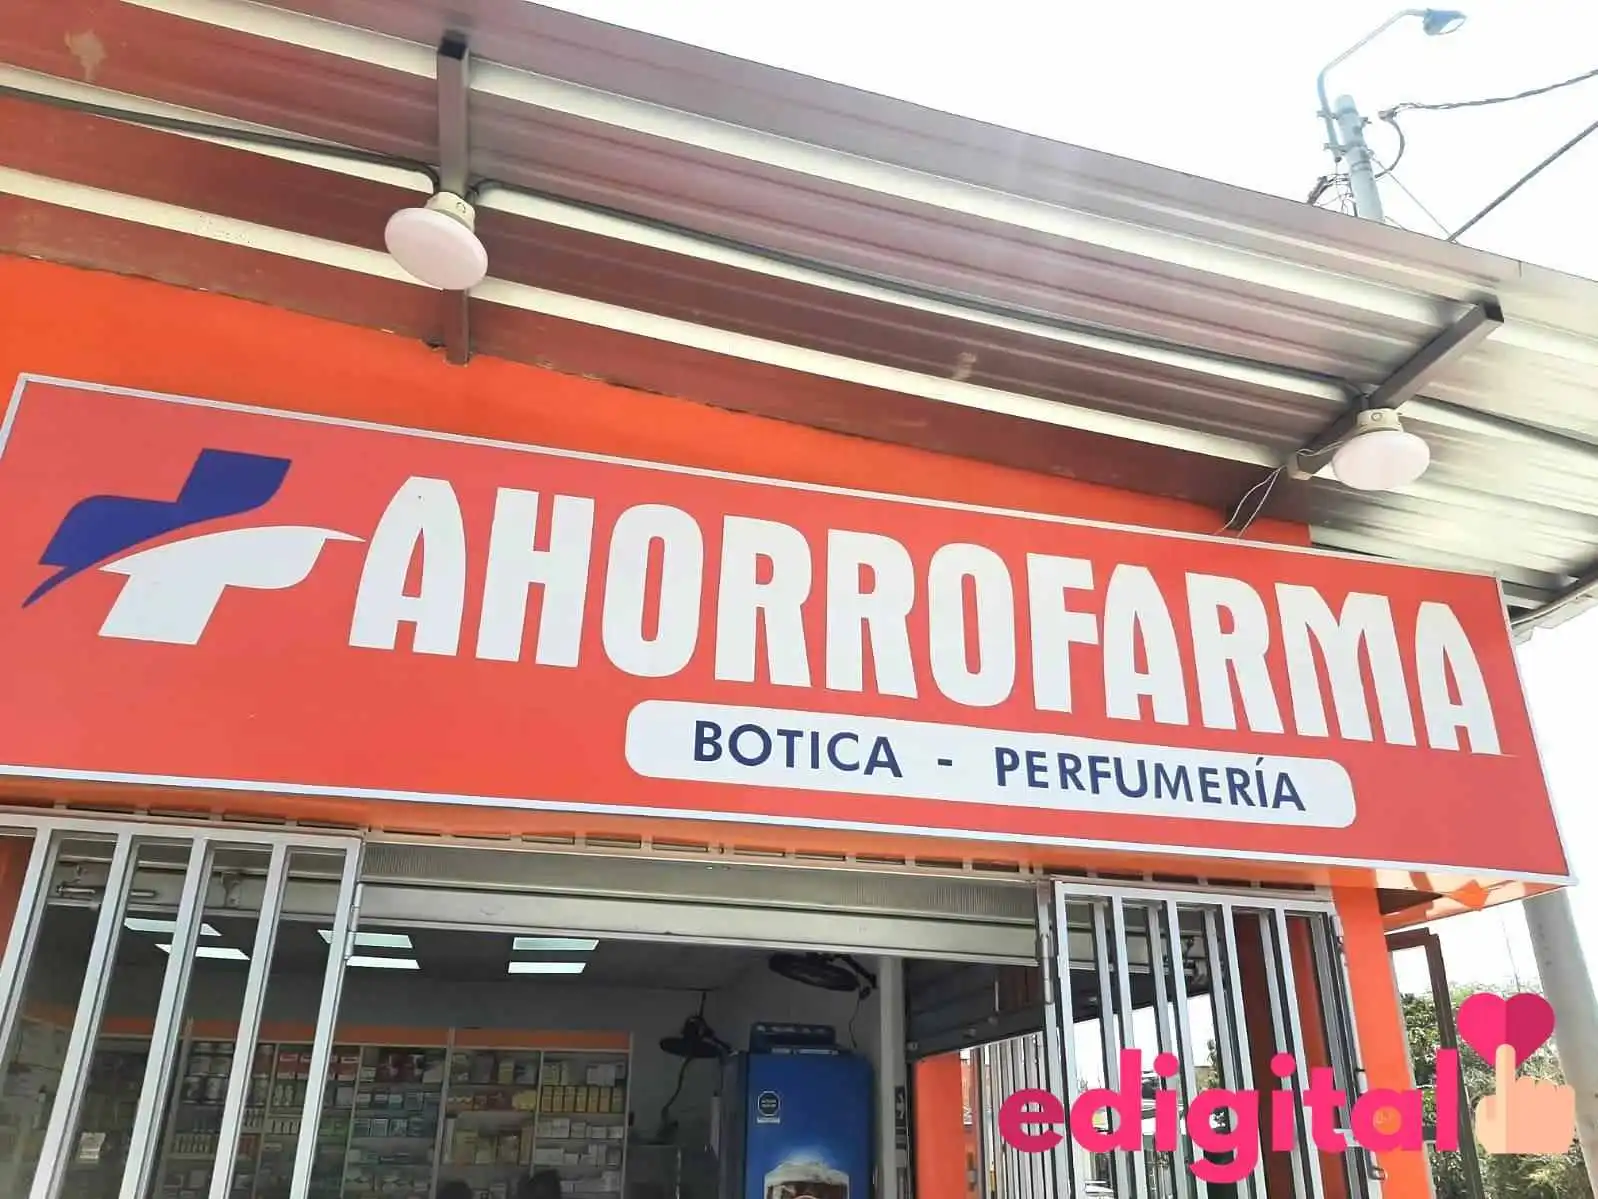 AHORROFARMA
BOTICA - PERFUMERÍA
edigital